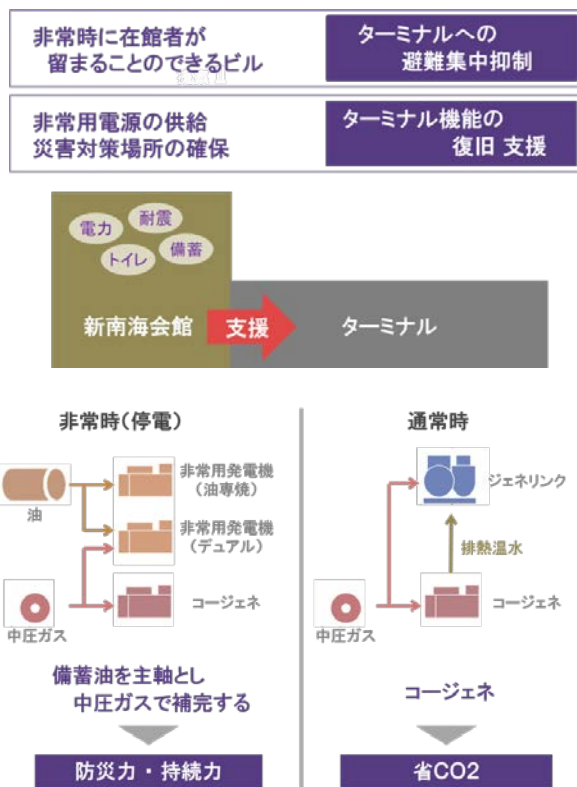 非常時に在館者が
留まることのできるビル
ターミナルへの
避難集中抑制
非常用電源の供給
災害対策場所の確保
ターミナル機能の
復旧 支援
電力
耐震
トイレ
備蓄
新南海会館
支援
ターミナル
非常時(停電)
油
非常用発電機
(油専焼)
非常用発電機
(デュアル)
中圧ガス
コージェネ
備蓄油を主軸とし
中圧ガスで補完する
防災力・持続力
通常時
ジェネリンク
排熱温水
中圧ガス
コージェネ
コージェネ
省CO2